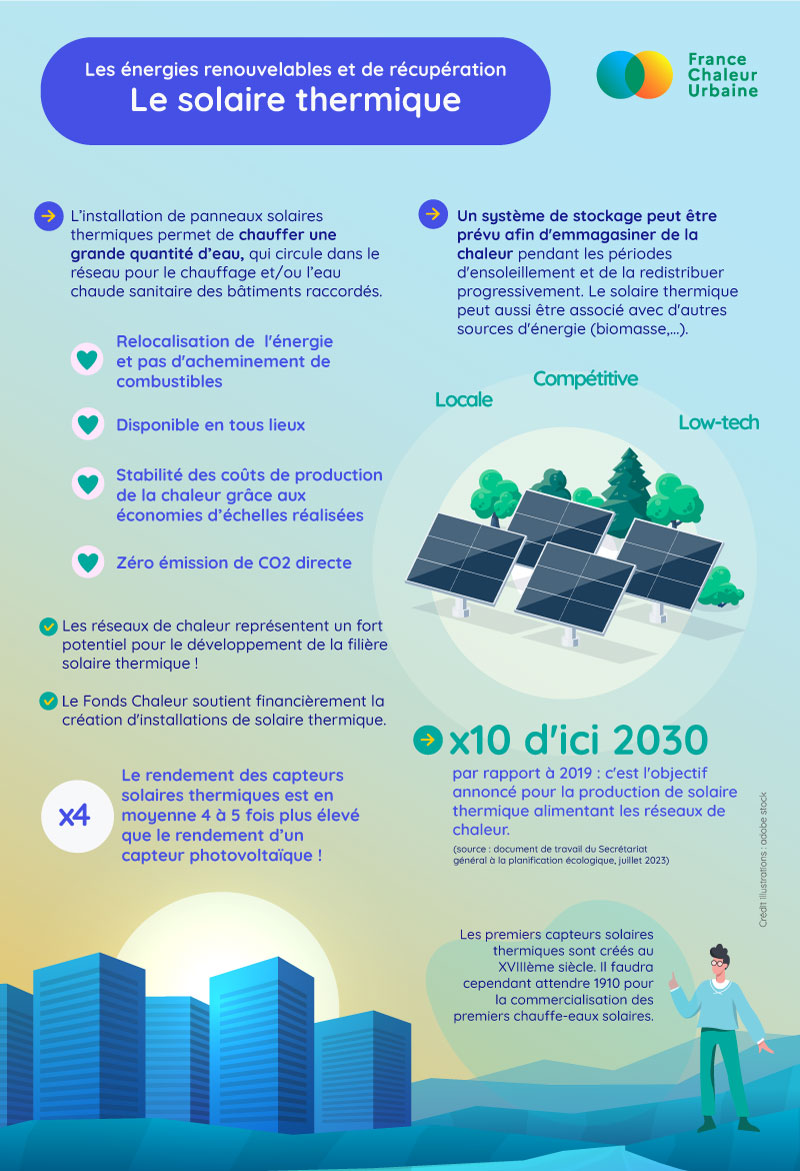 Les énergies renouvelables et de récupération
Le solaire thermique
France
Chaleur
Urbaine
L'installation de panneaux solaires
thermiques permet de chauffer une
grande quantité d'eau, qui circule dans le
réseau pour le chauffage et/ou l'eau
chaude sanitaire des bâtiments raccordés.
Relocalisation de l'énergie
et pas d'acheminement de
combustibles
Disponible en tous lieux
Stabilité des coûts de production
de la chaleur grâce aux
économies d'échelles réalisées
Zéro émission de CO2 directe
Les réseaux de chaleur représentent un fort
potentiel pour le développement de la filière
solaire thermique !
Le Fonds Chaleur soutient financièrement la
création d'installations de solaire thermique.
x4
Le rendement des capteurs
solaires thermiques est en
moyenne 4 à 5 fois plus élevé
que le rendement d'un
capteur photovoltaïque !
Un système de stockage peut être
prévu afin d'emmagasiner de la
chaleur pendant les périodes
d'ensoleillement et de la redistribuer
progressivement. Le solaire thermique
peut aussi être associé avec d'autres
sources d'énergie (biomasse,...).
Locale
Compétitive
Low-tech
x10 d'ici 2030
par rapport à 2019 : c'est l'objectif
annoncé pour la production de solaire
thermique alimentant les réseaux de
chaleur.
(source : document de travail du Secrétariat
général à la planification écologique, juillet 2023)
Crédit illustrations : adobe stock
Les premiers capteurs solaires
thermiques sont créés au
XVIIIème siècle. Il faudra
cependant attendre 1910 pour
la commercialisation des
premiers chauffe-eaux solaires.